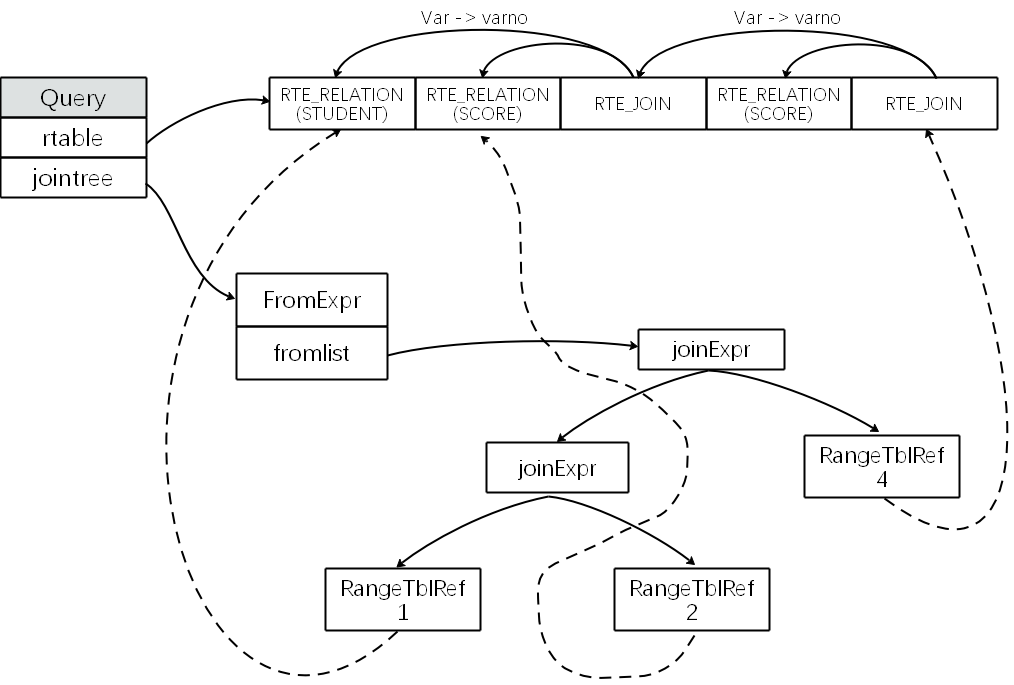 Var -> varno
Var -> varno
Query
rtable
jointree
RTE_RELATION
(STUDENT)
RTE_RELATION
(SCORE)
RTE_JOIN
RTE_RELATION
(SCORE)
RTE_JOIN
FromExpr
fromlist
joinExpr
joinExpr
RangeTblRef
4
RangeTblRef
1
RangeTblRef
2